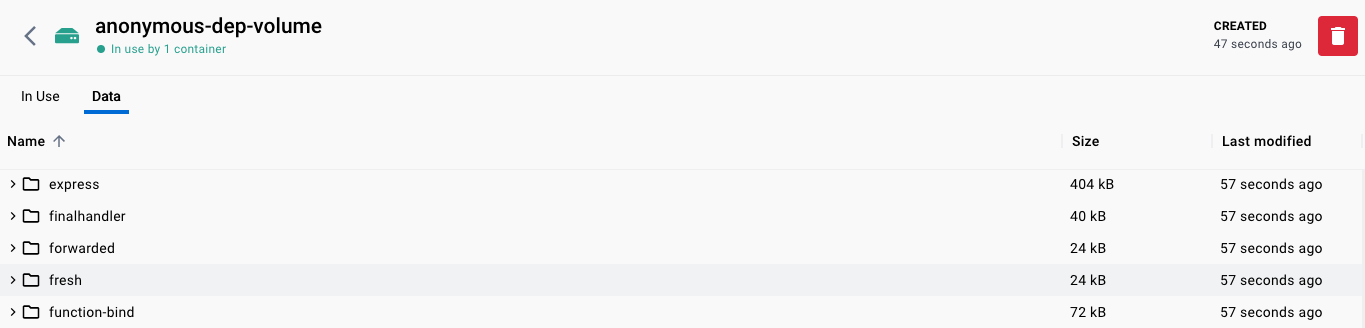 anonymous-dep-volume
In use by 1 container
CREATED
47 seconds ago
In Use Data
Name Size Last modified
express 404 kB 57 seconds ago
finalhandler 40 kB 57 seconds ago
forwarded 24 kB 57 seconds ago
fresh 24 kB 57 seconds ago
function-bind 72 kB 57 seconds ago